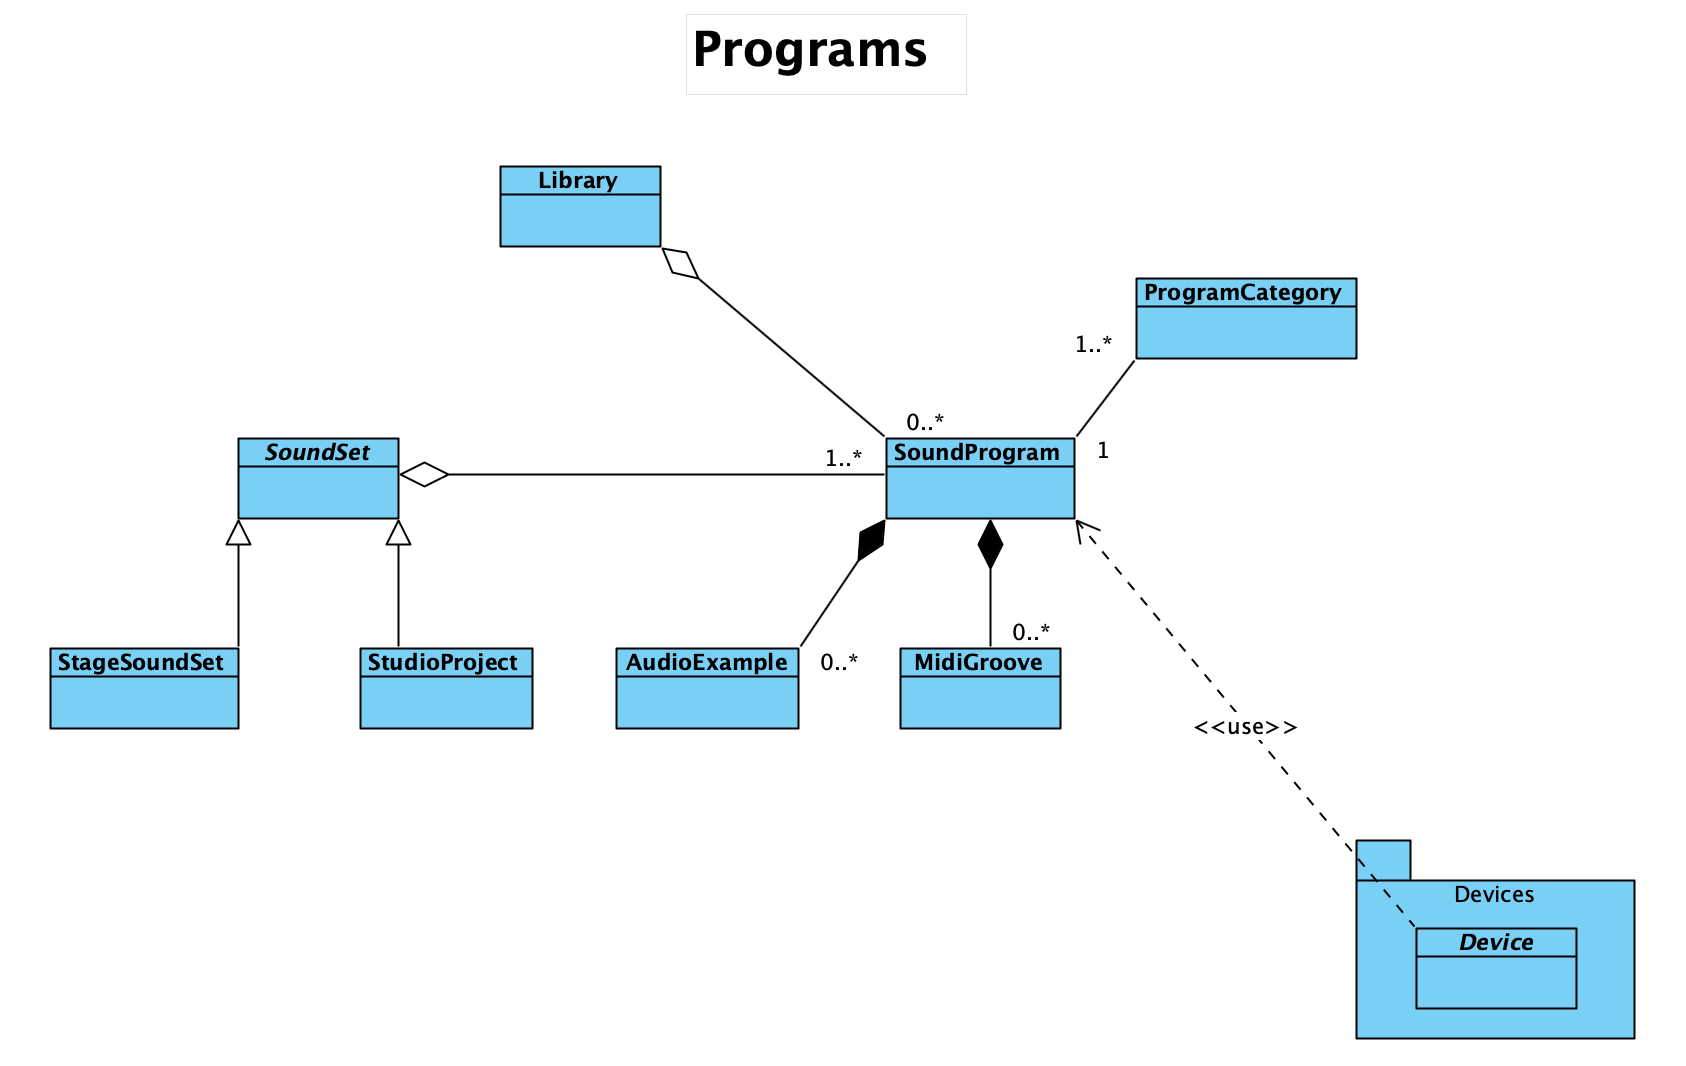 Programs
Library
ProgramCategory
1..*
0..*
SoundSet
1..*
SoundProgram
1
0..*
StageSoundSet
StudioProject
AudioExample
0..*
MidiGroove
<<use>>
Devices
Device